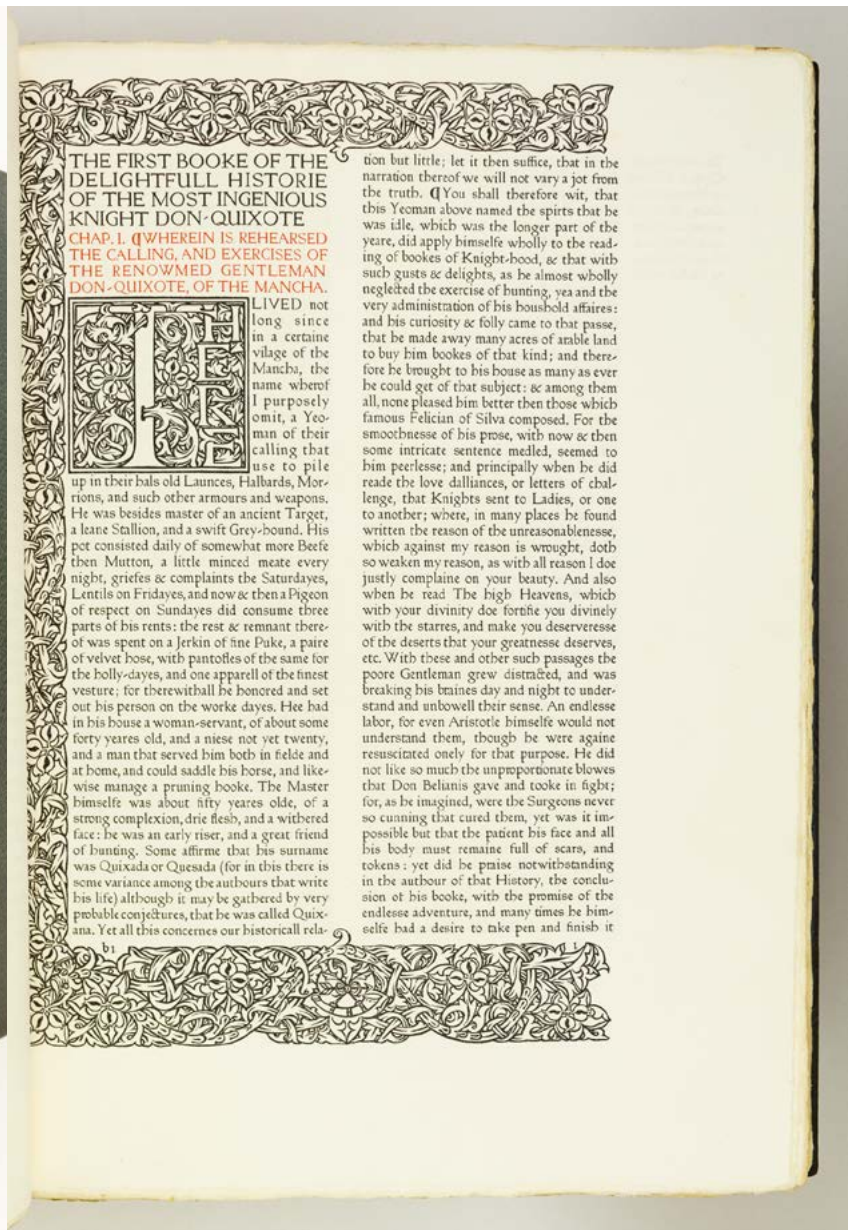 THE FIRST BOOKE OF THE
DELIGHTFULL HISTORIE
OF THE MOST INGENIOUS
KNIGHT DON-QUIXOTE
CHAP. I. ¶WHEREIN IS REHEARSED
THE CALLING, AND EXERCISES OF
THE RENOWMED GENTLEMAN
DON-QUIXOTE, OF THE MANCHA.
THERE LIVED not
long since
in a certaine
vilage of the
Mancha, the
name wherof
I purposely
omit, a Yeo-
man of their
calling that
use to pile
up in their hals old Launces, Halbards, Mor-
rions, and such other armours and weapons.
He was besides master of an ancient Target,
a leane Stallion, and a swift Grey-hound. His
pot consisted daily of somewhat more Beefe
then Mutton, a little minced meate every
night, griefes & complaints the Saturdayes,
Lentils on Fridayes, and now & then a Pigeon
of respect on Sundayes did consume three
parts of his rents: the rest & remnant there-
of was spent on a Jerkin of fine Puke, a paire
of velvet hose, with pantofles of the same for
the holly-dayes, and one apparell of the finest
vesture; for therewithall he honored and set
out his person on the worke dayes. Hee had
in his house a woman-servant, of about some
forty yeares old, and a niese not yet twenty,
and a man that served him both in fielde and
at home, and could saddle his horse, and like-
wise manage a pruning hooke. The Master
himselfe was about fifty yeares olde, of a
strong complexion, drie flesh, and a withered
face: he was an early riser, and a great friend
of hunting. Some affirme that his surname
was Quixada or Quesada (for in this there is
some variance among the authours that write
his life) although it may be gathered by very
probable conjectures, that he was called Quix-
ana. Yet all this concernes our historicall rela-
b1
tion but little; let it then suffice, that in the
narration thereof we will not vary a jot from
the truth. ¶You shall therefore wit, that
this Yeoman above named the spirts that he
was idle, which was the longer part of the
yeare, did apply himselfe wholly to the read-
ing of bookes of Knight-hood, & that with
such gusts & delights, as he almost wholly
neglected the exercise of hunting, yea and the
very administration of his houshold affaires:
and his curiosity & folly came to that passe,
that he made away many acres of arable land
to buy him bookes of that kind; and there-
fore he brought to his house as many as ever
he could get of that subject: & among them
all, none pleased him better then those which
famous Felician of Silva composed. For the
smoothnesse of his prose, with now & then
some intricate sentence medled, seemed to
him peerlesse; and principally when he did
reade the love dalliances, or letters of chal-
lenge, that Knights sent to Ladies, or one
to another; where, in many places he found
written the reason of the unreasonablenesse,
which against my reason is wrought, doth
so weaken my reason, as with all reason I doe
justly complaine on your beauty. And also
when he read The high Heavens, which
with your divinity doe fortifie you divinely
with the starres, and make you deserveresse
of the deserts that your greatnesse deserves,
etc. With these and other such passages the
poore Gentleman grew distracted, and was
breaking his braines day and night to under-
stand and unbowell their sense. An endlesse
labor, for even Aristotle himselfe would not
understand them, though he were againe
resuscitated onely for that purpose. He did
not like so much the unproportionate blowes
that Don Belianis gave and tooke in fight;
for, as he imagined, were the Surgeons never
so cunning that cured them, yet was it im-
possible but that the patient his face and all
his body must remaine full of scars, and
tokens: yet did he praise notwithstanding
in the authour of that History, the conclu-
sion of his booke, with the promise of the
endlesse adventure, and many times he him-
selfe had a desire to take pen and finish it
1